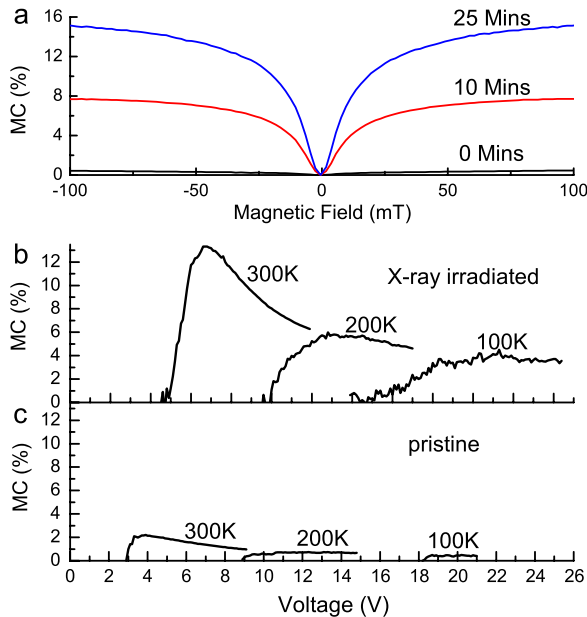 a
16
12
8
4
0
MC (%)
25 Mins
10 Mins
0 Mins
-100
-50
0
50
100
Magnetic Field (mT)
b
12
10
8
6
4
2
0
MC (%)
300K
200K
100K
X-ray irradiated
c
12
10
8
6
4
2
0
MC (%)
pristine
300K
200K
100K
0 2 4 6 8 10 12 14 16 18 20 22 24 26
Voltage (V)